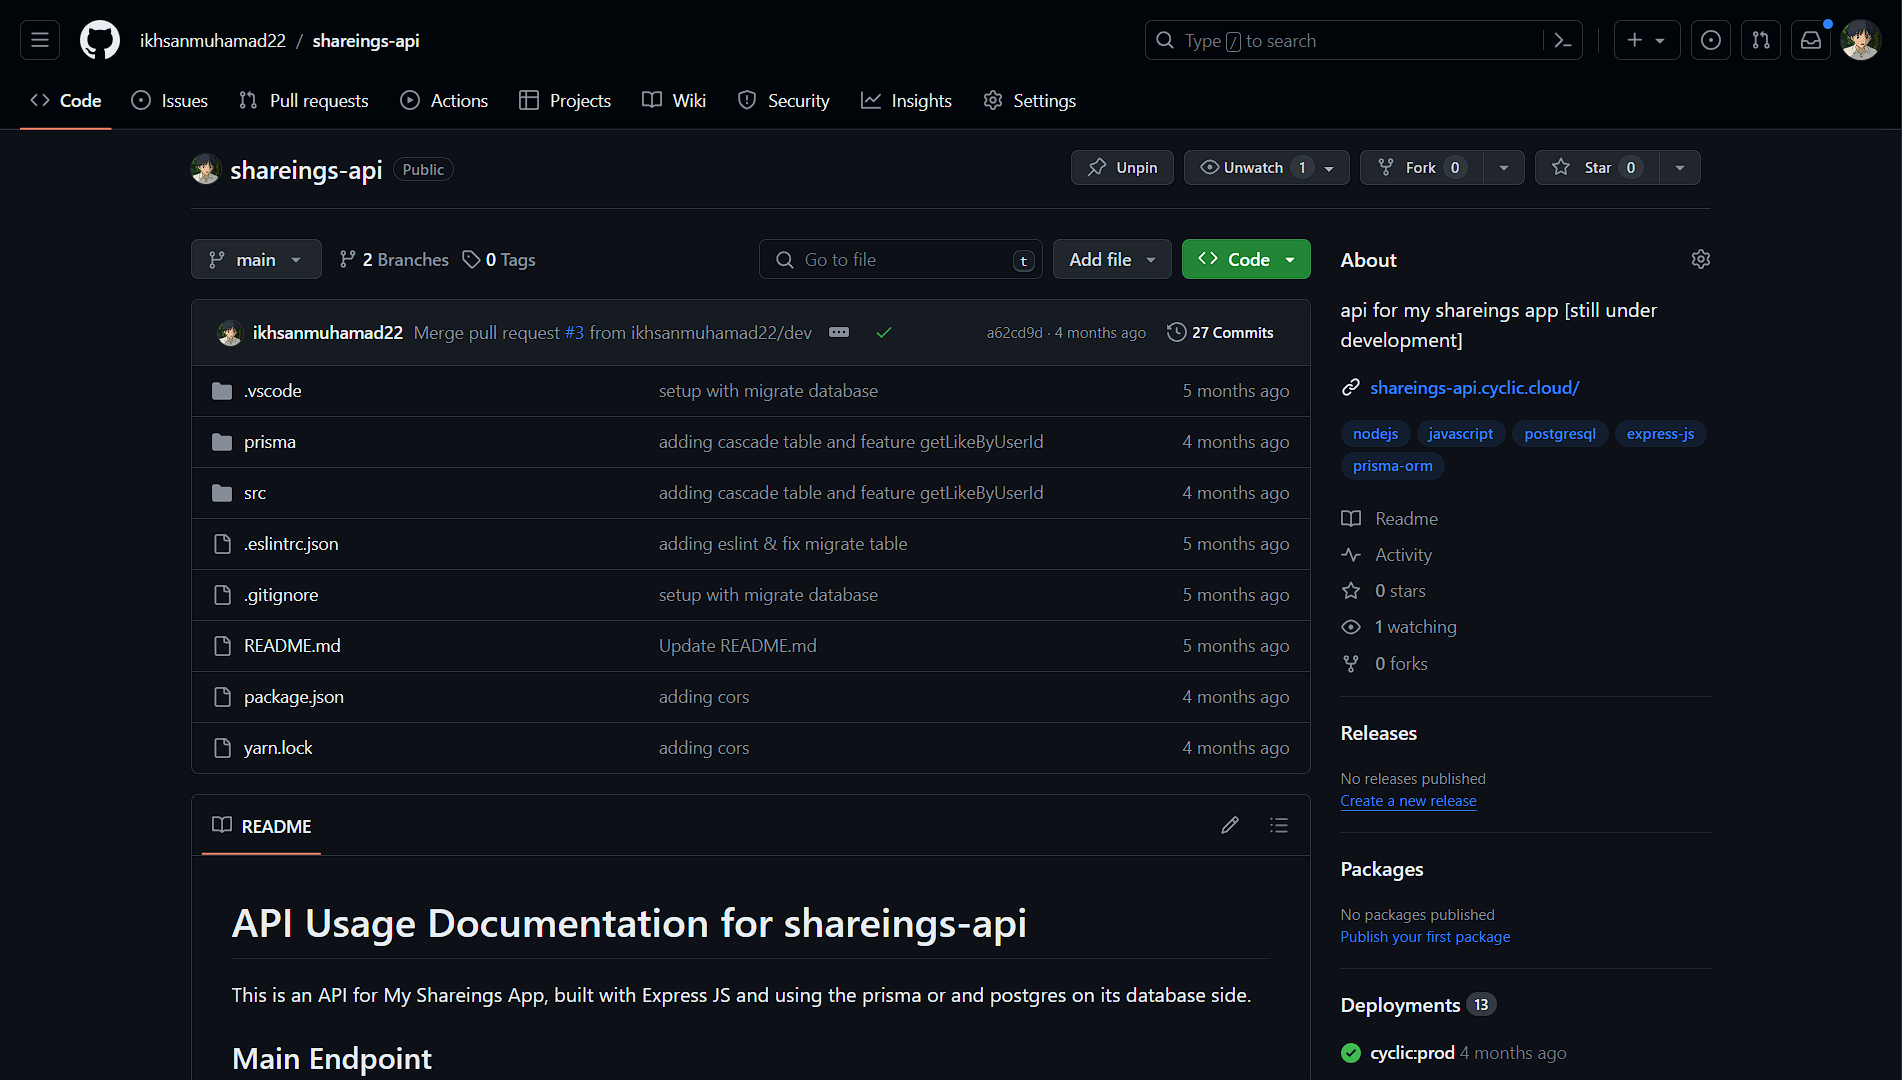 ikhsanmuhamad22 / shareings-api
Type / to search
Code Issues Pull requests Actions Projects Wiki Security Insights Settings
shareings-api Public
Unpin Unwatch 1 Fork 0 Star 0
main 2 Branches 0 Tags
Go to file t Add file Code
ikhsanmuhamad22 Merge pull request #3 from ikhsanmuhamad22/dev a62cd9d · 4 months ago 27 Commits
.vscode setup with migrate database 5 months ago
prisma adding cascade table and feature getLikeByUserId 4 months ago
src adding cascade table and feature getLikeByUserId 4 months ago
.eslintrc.json adding eslint & fix migrate table 5 months ago
.gitignore setup with migrate database 5 months ago
README.md Update README.md 5 months ago
package.json adding cors 4 months ago
yarn.lock adding cors 4 months ago
README
API Usage Documentation for shareings-api
This is an API for My Shareings App, built with Express JS and using the prisma or and postgres on its database side.
Main Endpoint
About
api for my shareings app [still under
development]
shareings-api.cyclic.cloud/
nodejs javascript postgresql express-js
prisma-orm
Readme
Activity
0 stars
1 watching
0 forks
Releases
No releases published
Create a new release
Packages
No packages published
Publish your first package
Deployments 13
cyclic:prod 4 months ago